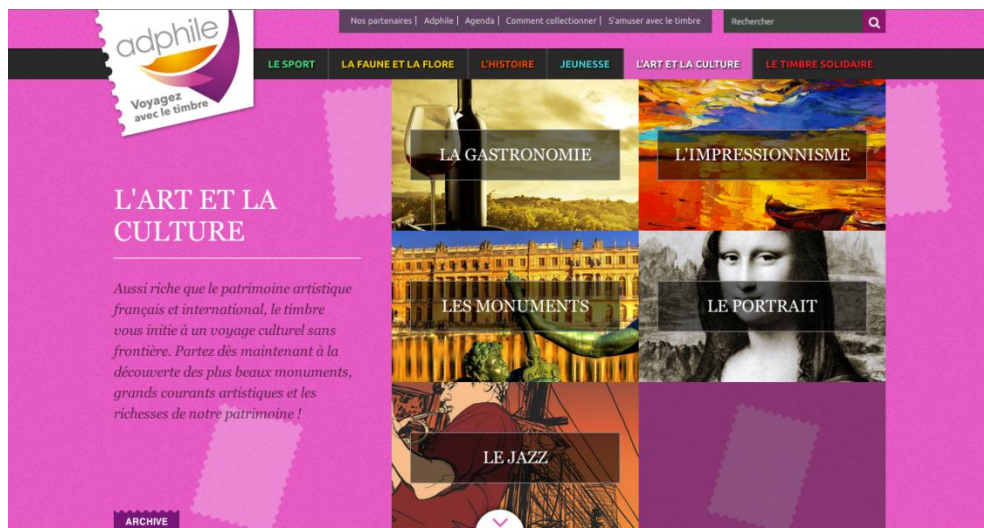 Nos partenaires | Adphile | Agenda | Comment collectionner | S'amuser avec le timbre
Rechercher
adphile
Voyagez
avec le timbre
LE SPORT
LA FAUNE ET LA FLORE
L'HISTOIRE
JEUNESSE
L'ART ET LA CULTURE
LE TIMBRE SOLIDAIRE
L'ART ET LA
CULTURE
Aussi riche que le patrimoine artistique
français et international, le timbre
vous initie à un voyage culturel sans
frontière. Partez dès maintenant à la
découverte des plus beaux monuments,
grands courants artistiques et les
richesses de notre patrimoine !
ARCHIVE
LA GASTRONOMIE
L'IMPRESSIONNISME
LES MONUMENTS
LE PORTRAIT
LE JAZZ